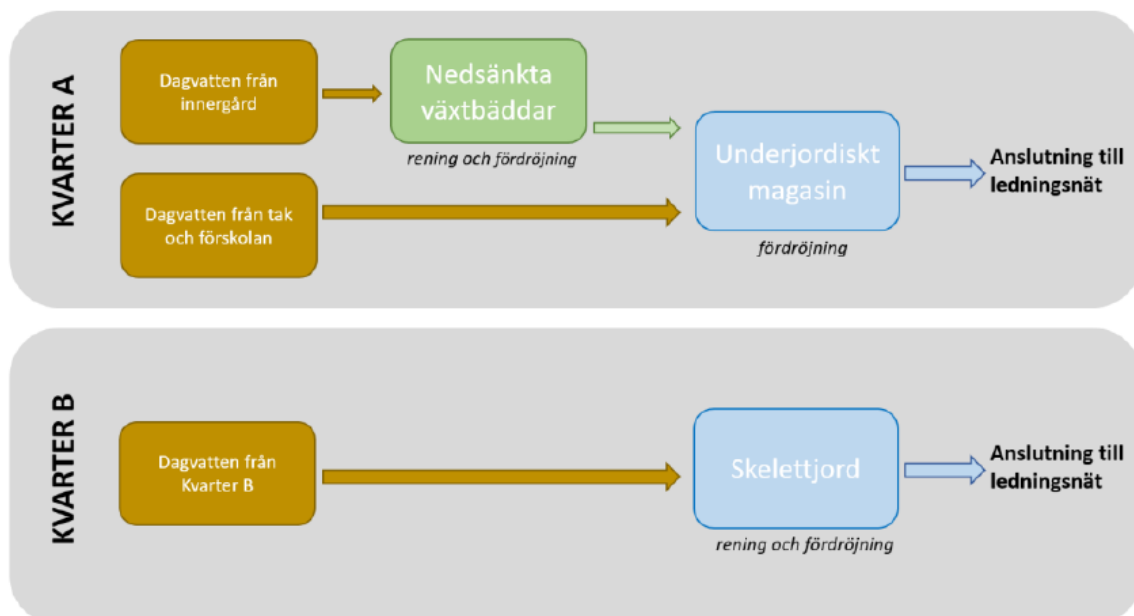 KVARTER A
Dagvatten från
innergård
Nedsänkta
växtbäddar
rening och fördröjning
Dagvatten från tak
och förskolan
Underjordiskt
magasin
fördröjning
Anslutning till
ledningsnät
KVARTER B
Dagvatten från
Kvarter B
Skelettjord
rening och fördröjning
Anslutning till
ledningsnät